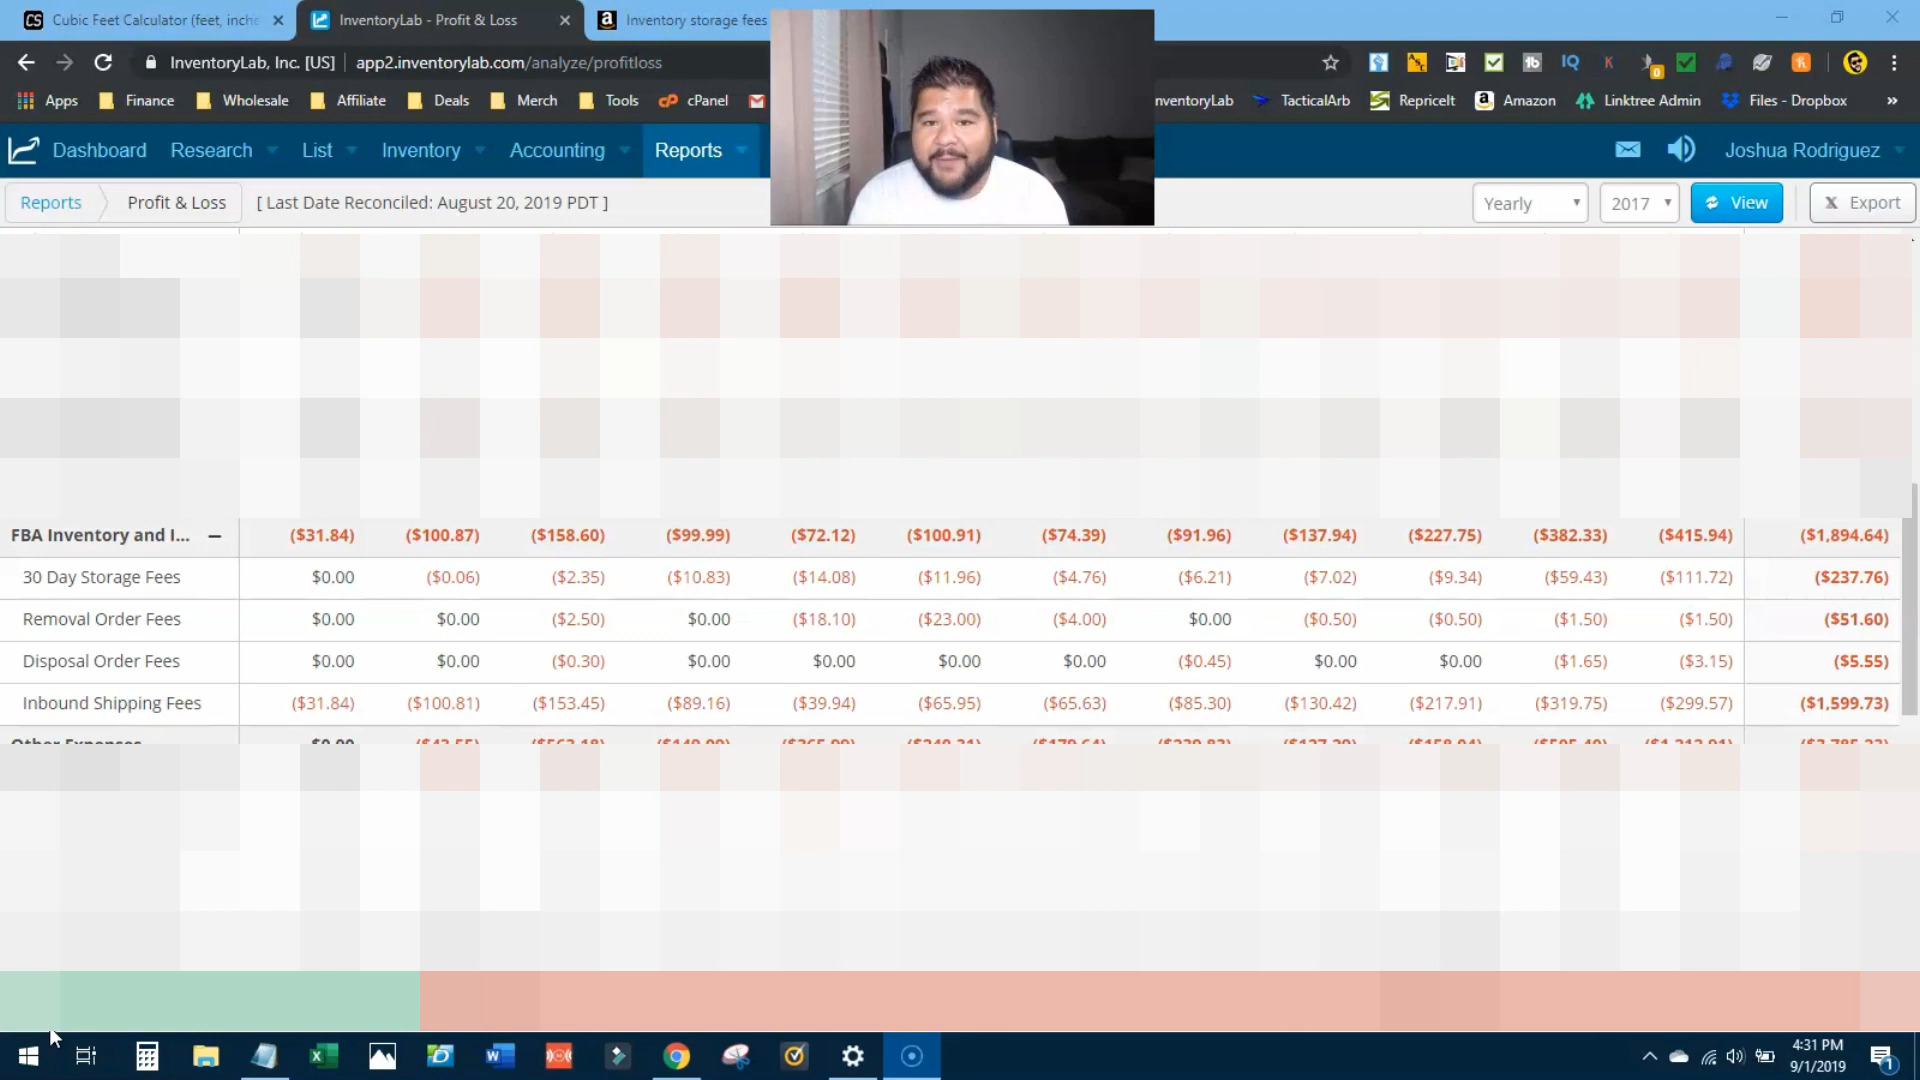 Cubic Feet Calculator (feet, inche
InventoryLab - Profit & Loss
Inventory storage fees
InventoryLab, Inc. [US] | app2.inventorylab.com/analyze/profitloss
Apps Finance Wholesale Affiliate Deals Merch Tools cPanel nventoryLab TacticalArb RepriceIt Amazon Linktree Admin Files - Dropbox »
Dashboard Research List Inventory Accounting Reports Joshua Rodriguez
Reports Profit & Loss [ Last Date Reconciled: August 20, 2019 PDT ] Yearly 2017 View Export
FBA Inventory and I... ($31.84) ($100.87) ($158.60) ($99.99) ($72.12) ($100.91) ($74.39) ($91.96) ($137.94) ($227.75) ($382.33) ($415.94) ($1,894.64)
30 Day Storage Fees $0.00 ($0.06) ($2.35) ($10.83) ($14.08) ($11.96) ($4.76) ($6.21) ($7.02) ($9.34) ($59.43) ($111.72) ($237.76)
Removal Order Fees $0.00 $0.00 ($2.50) $0.00 ($18.10) ($23.00) ($4.00) $0.00 ($0.50) ($0.50) ($1.50) ($1.50) ($51.60)
Disposal Order Fees $0.00 $0.00 ($0.30) $0.00 $0.00 $0.00 $0.00 ($0.45) $0.00 $0.00 ($1.65) ($3.15) ($5.55)
Inbound Shipping Fees ($31.84) ($100.81) ($153.45) ($89.16) ($39.94) ($65.95) ($65.63) ($85.30) ($130.42) ($217.91) ($319.75) ($299.57) ($1,599.73)
Other Expenses $0.00
4:31 PM
9/1/2019